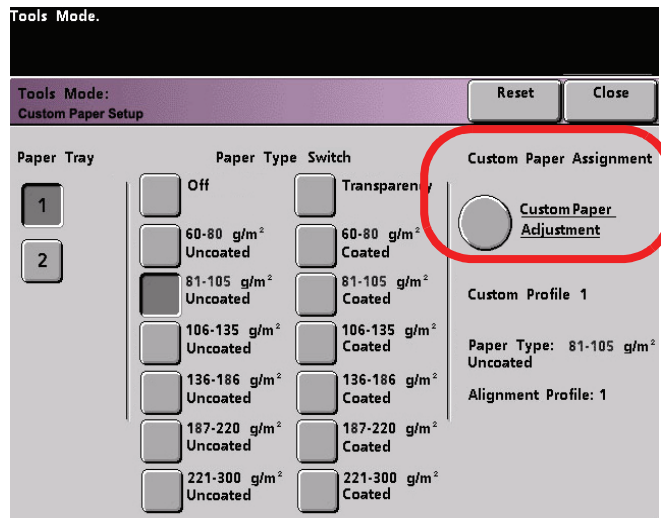 Tools Mode.
Tools Mode:
Custom Paper Setup
Reset
Close
Paper Tray
1
2
Paper Type Switch
Off
Transparency
60-80 g/m²
Uncoated
60-80 g/m²
Coated
81-105 g/m²
Uncoated
81-105 g/m²
Coated
106-135 g/m²
Uncoated
106-135 g/m²
Coated
136-186 g/m²
Uncoated
136-186 g/m²
Coated
187-220 g/m²
Uncoated
187-220 g/m²
Coated
221-300 g/m²
Uncoated
221-300 g/m²
Coated
Custom Paper Assignment
Custom Paper
Adjustment
Custom Profile 1
Paper Type: 81-105 g/m²
Uncoated
Alignment Profile: 1